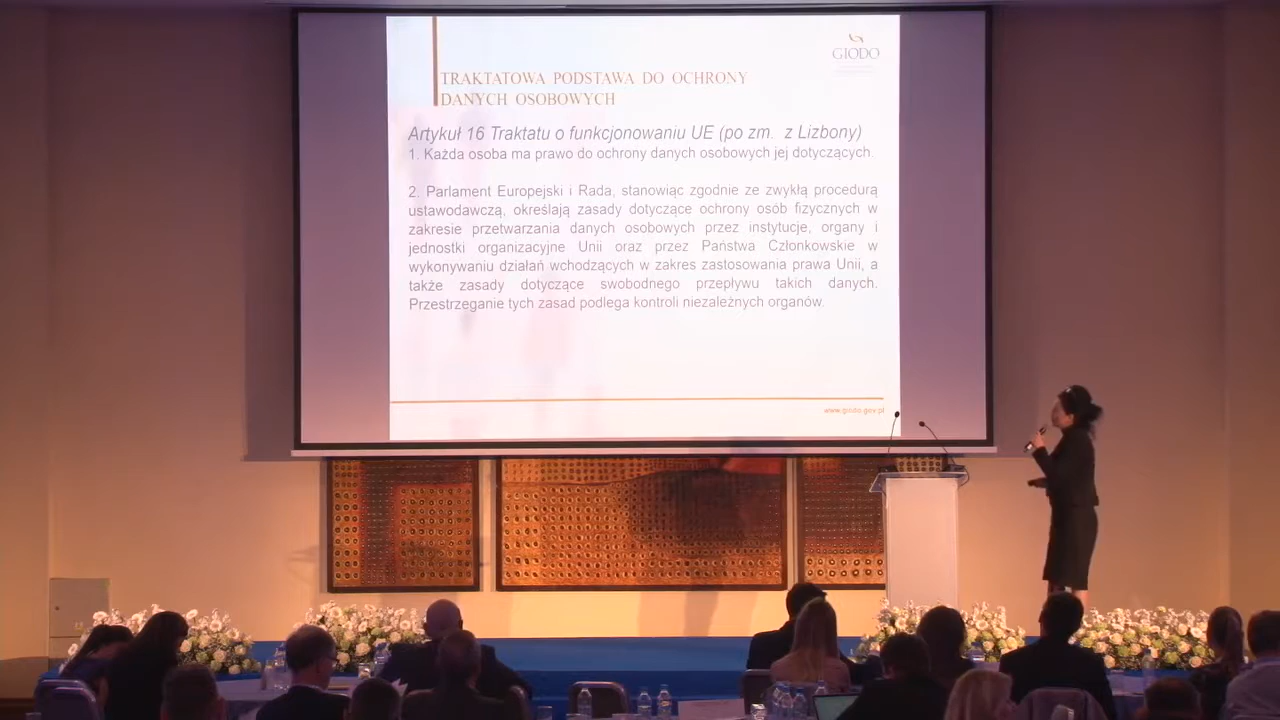 GIODO
TRAKTATOWA PODSTAWA DO OCHRONY
DANYCH OSOBOWYCH
Artykuł 16 Traktatu o funkcjonowaniu UE (po zm. z Lizbony)
1. Każda osoba ma prawo do ochrony danych osobowych jej dotyczących.
2. Parlament Europejski i Rada, stanowiąc zgodnie ze zwykłą procedurą
ustawodawczą, określają zasady dotyczące ochrony osób fizycznych w
zakresie przetwarzania danych osobowych przez instytucje, organy i
jednostki organizacyjne Unii oraz przez Państwa Członkowskie w
wykonywaniu działań wchodzących w zakres zastosowania prawa Unii, a
także zasady dotyczące swobodnego przepływu takich danych.
Przestrzeganie tych zasad podlega kontroli niezależnych organów.
www.giodo.gov.pl